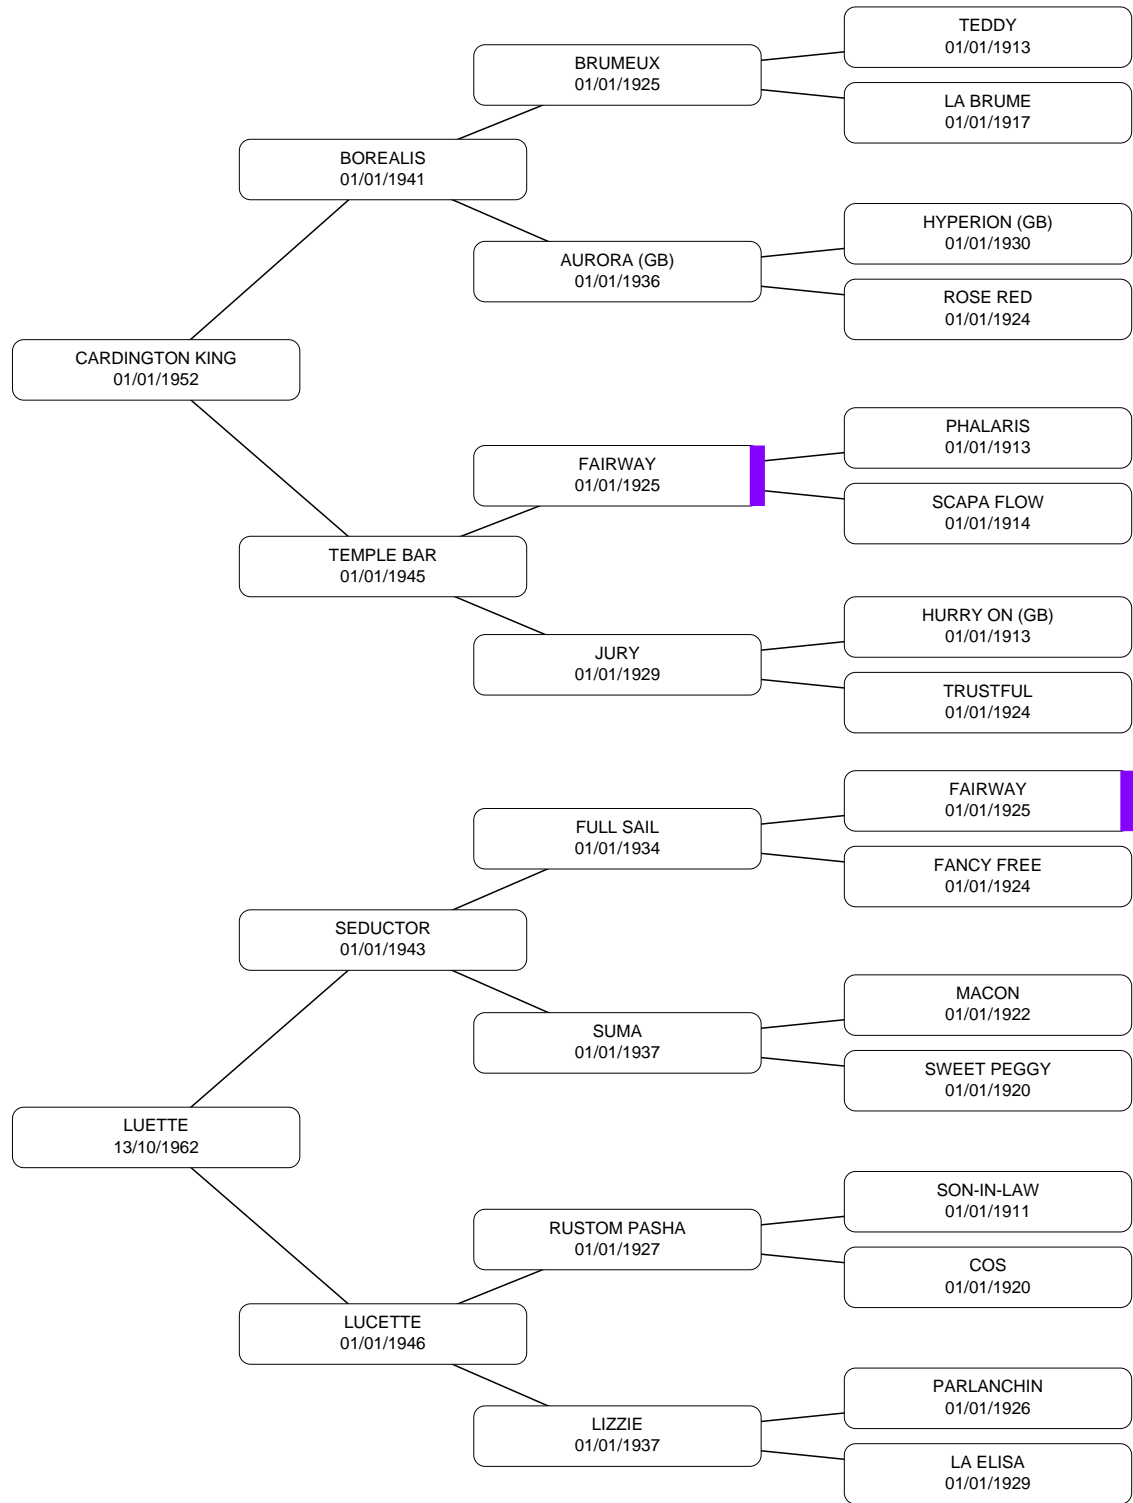 TEDDY
01/01/1913
BRUMEUX
01/01/1925
LA BRUME
01/01/1917
BOREALIS
01/01/1941
HYPERION (GB)
01/01/1930
AURORA (GB)
01/01/1936
ROSE RED
01/01/1924
CARDINGTON KING
01/01/1952
PHALARIS
01/01/1913
FAIRWAY
01/01/1925
SCAPA FLOW
01/01/1914
TEMPLE BAR
01/01/1945
HURRY ON (GB)
01/01/1913
JURY
01/01/1929
TRUSTFUL
01/01/1924
FAIRWAY
01/01/1925
FULL SAIL
01/01/1934
FANCY FREE
01/01/1924
SEDUCTOR
01/01/1943
MACON
01/01/1922
SUMA
01/01/1937
SWEET PEGGY
01/01/1920
LUETTE
13/10/1962
SON-IN-LAW
01/01/1911
RUSTOM PASHA
01/01/1927
COS
01/01/1920
LUCETTE
01/01/1946
PARLANCHIN
01/01/1926
LIZZIE
01/01/1937
LA ELISA
01/01/1929